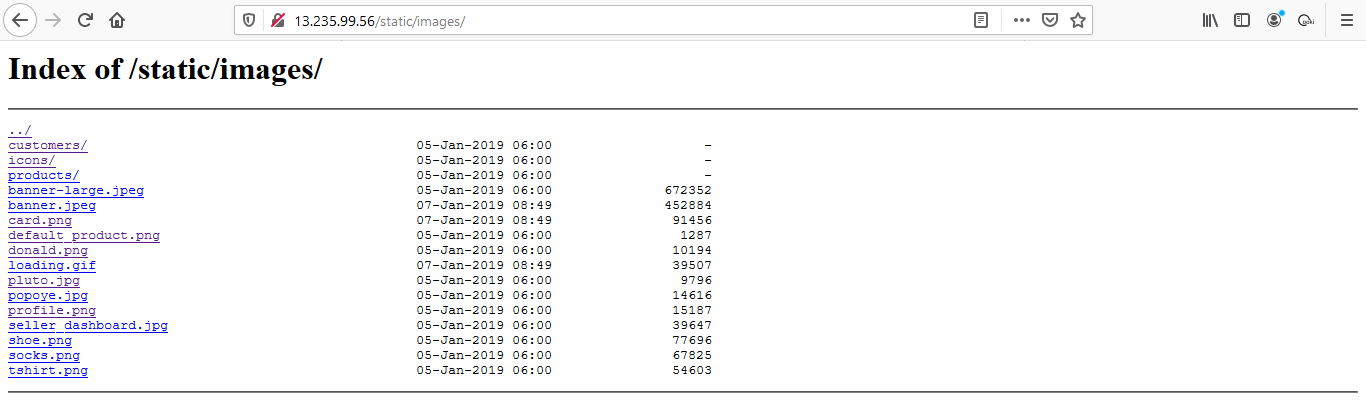 13.235.99.56/static/images/
Index of /static/images/
../
customers/ 05-Jan-2019 06:00 -
icons/ 05-Jan-2019 06:00 -
products/ 05-Jan-2019 06:00 -
banner-large.jpeg 05-Jan-2019 06:00 672352
banner.jpeg 07-Jan-2019 08:49 452884
card.png 07-Jan-2019 08:49 91456
default_product.png 05-Jan-2019 06:00 1287
donald.png 05-Jan-2019 06:00 10194
loading.gif 07-Jan-2019 08:49 39507
pluto.jpg 05-Jan-2019 06:00 9796
popoye.jpg 05-Jan-2019 06:00 14616
profile.png 05-Jan-2019 06:00 15187
seller_dashboard.jpg 05-Jan-2019 06:00 39647
shoe.png 05-Jan-2019 06:00 77696
socks.png 05-Jan-2019 06:00 67825
tshirt.png 05-Jan-2019 06:00 54603